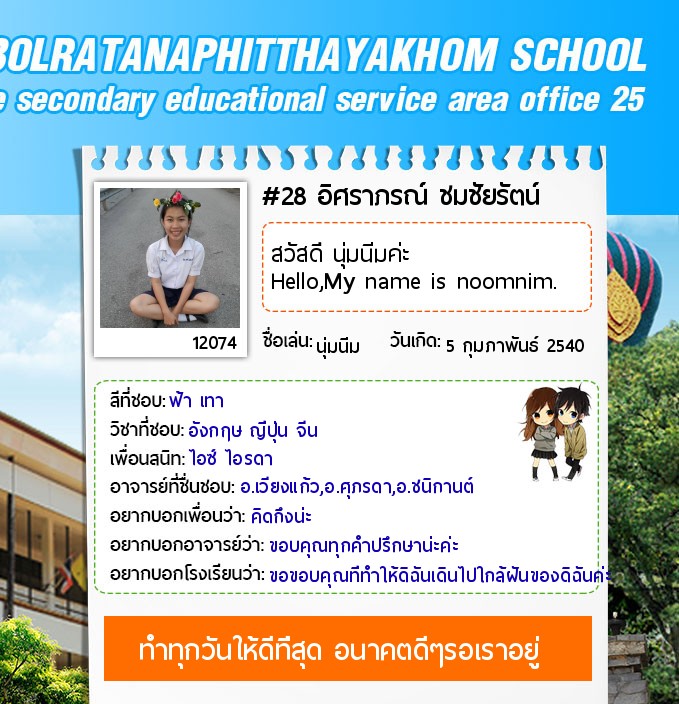 BOLRATANAPHITTHAYAKHOM SCHOOL
secondary educational service area office 25
#28 อิศราภรณ์ ชมชัยรัตน์
สวัสดี นุ่มนิมค่ะ
Hello,My name is noomnim.
12074
ชื่อเล่น: นุ่มนิม วันเกิด: 5 กุมภาพันธ์ 2540
สีที่ชอบ: ฟ้า เทา
วิชาที่ชอบ: อังกฤษ ญี่ปุ่น จีน
เพื่อนสนิท: ไอซ์ ไอรดา
อาจารย์ที่ชื่นชอบ: อ.เวียงแก้ว,อ.ศุภรดา,อ.ชนิกานต์
อยากบอกเพื่อนว่า: คิดถึงน่ะ
อยากบอกอาจารย์ว่า: ขอบคุณทุกคำปรึกษาน่ะค่ะ
อยากบอกโรงเรียนว่า: ขอขอบคุณที่ทำให้ดิฉันเดินไปใกล้ฝันของดิฉันค่ะ
ทำทุกวันให้ดีที่สุด อนาคตดีๆรอเราอยู่